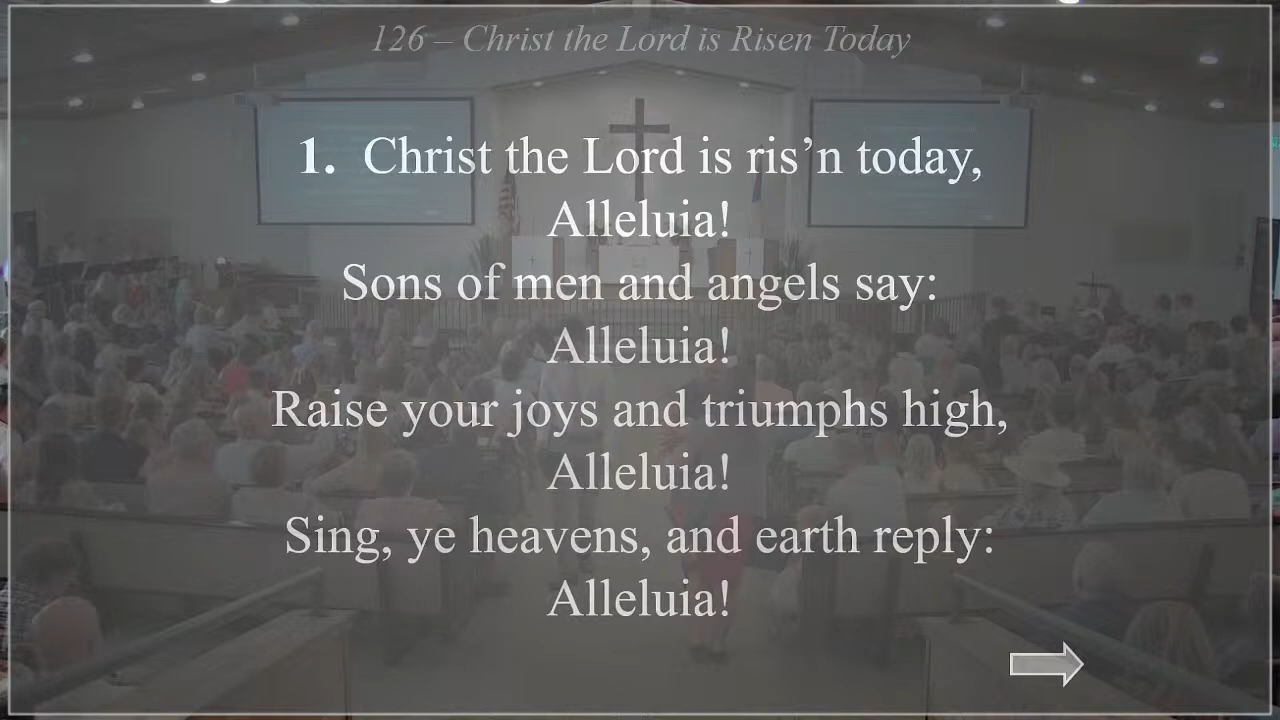 126 – Christ the Lord is Risen Today
1. Christ the Lord is ris’n today,
Alleluia!
Sons of men and angels say:
Alleluia!
Raise your joys and triumphs high,
Alleluia!
Sing, ye heavens, and earth reply:
Alleluia!